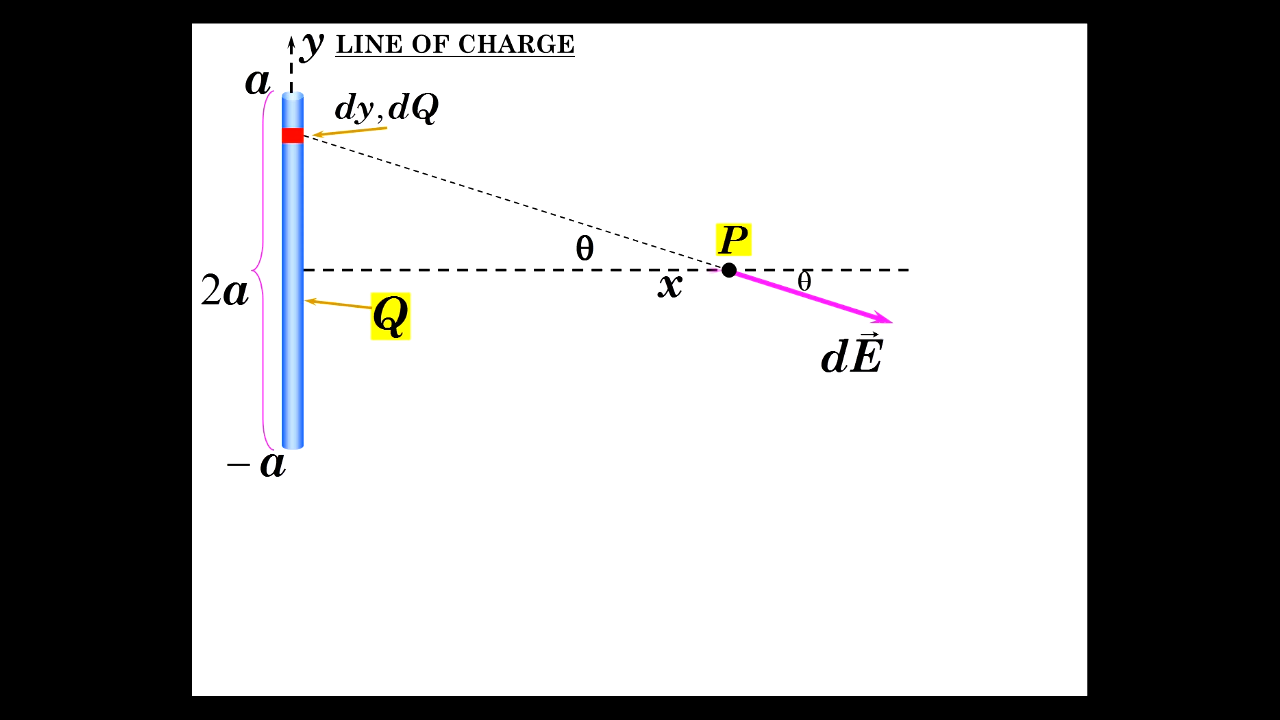 y LINE OF CHARGE
a
dy, dQ
θ
P
x
θ
2a
Q
dE⃗
− a